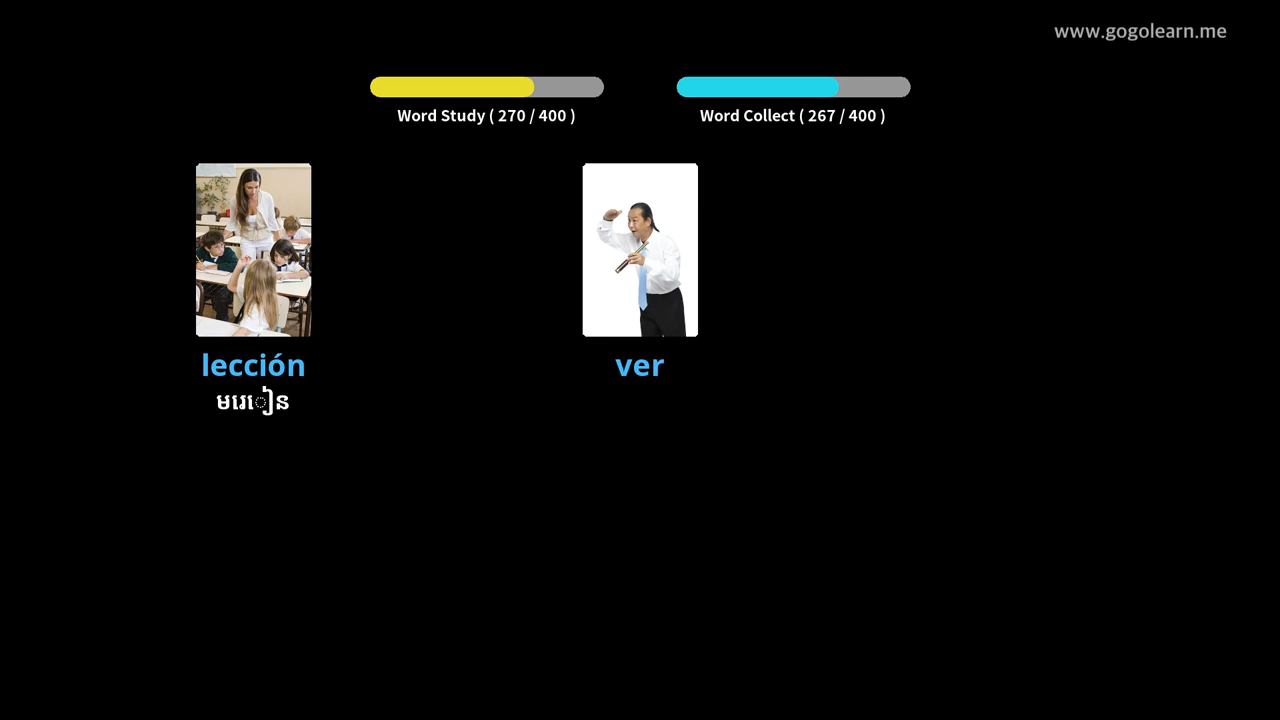 www.gogolearn.me
Word Study ( 270 / 400 )
Word Collect ( 267 / 400 )
lección
ver
មេរៀន